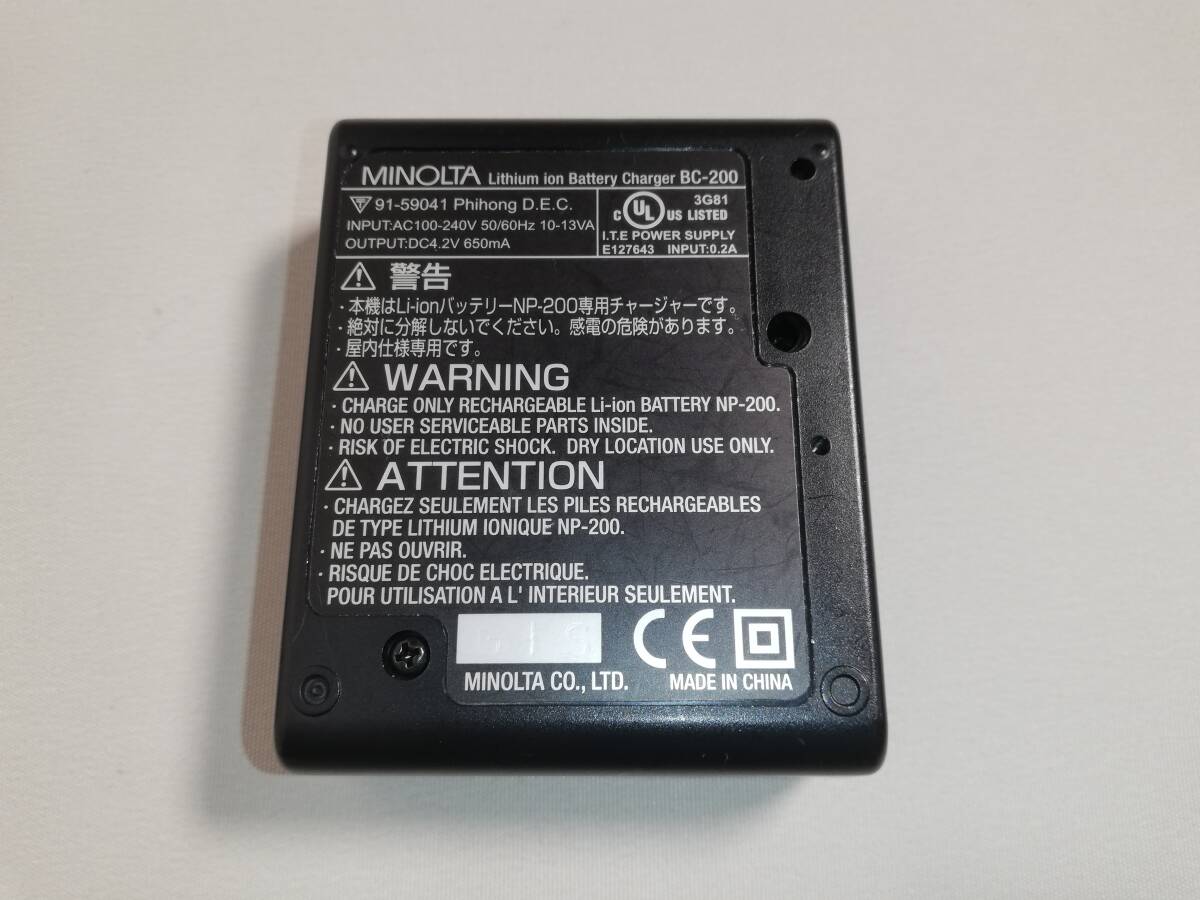 MINOLTA Lithium ion Battery Charger BC-200
91-59041 Phihong D.E.C.
INPUT:AC100-240V 50/60Hz 10-13VA
OUTPUT:DC4.2V 650mA
3G81
C UL US LISTED
I.T.E POWER SUPPLY
E127643 INPUT:0.2A
警告
・本機はLi-ionバッテリーNP-200専用チャージャーです。
・絶対に分解しないでください。感電の危険があります。
・屋内仕様専用です。
WARNING
・CHARGE ONLY RECHARGEABLE Li-ion BATTERY NP-200.
・NO USER SERVICEABLE PARTS INSIDE.
・RISK OF ELECTRIC SHOCK. DRY LOCATION USE ONLY.
ATTENTION
・CHARGEZ SEULEMENT LES PILES RECHARGEABLES
DE TYPE LITHIUM IONIQUE NP-200.
・NE PAS OUVRIR.
・RISQUE DE CHOC ELECTRIQUE.
POUR UTILISATION A L' INTERIEUR SEULEMENT.
CE
MINOLTA CO., LTD.
MADE IN CHINA